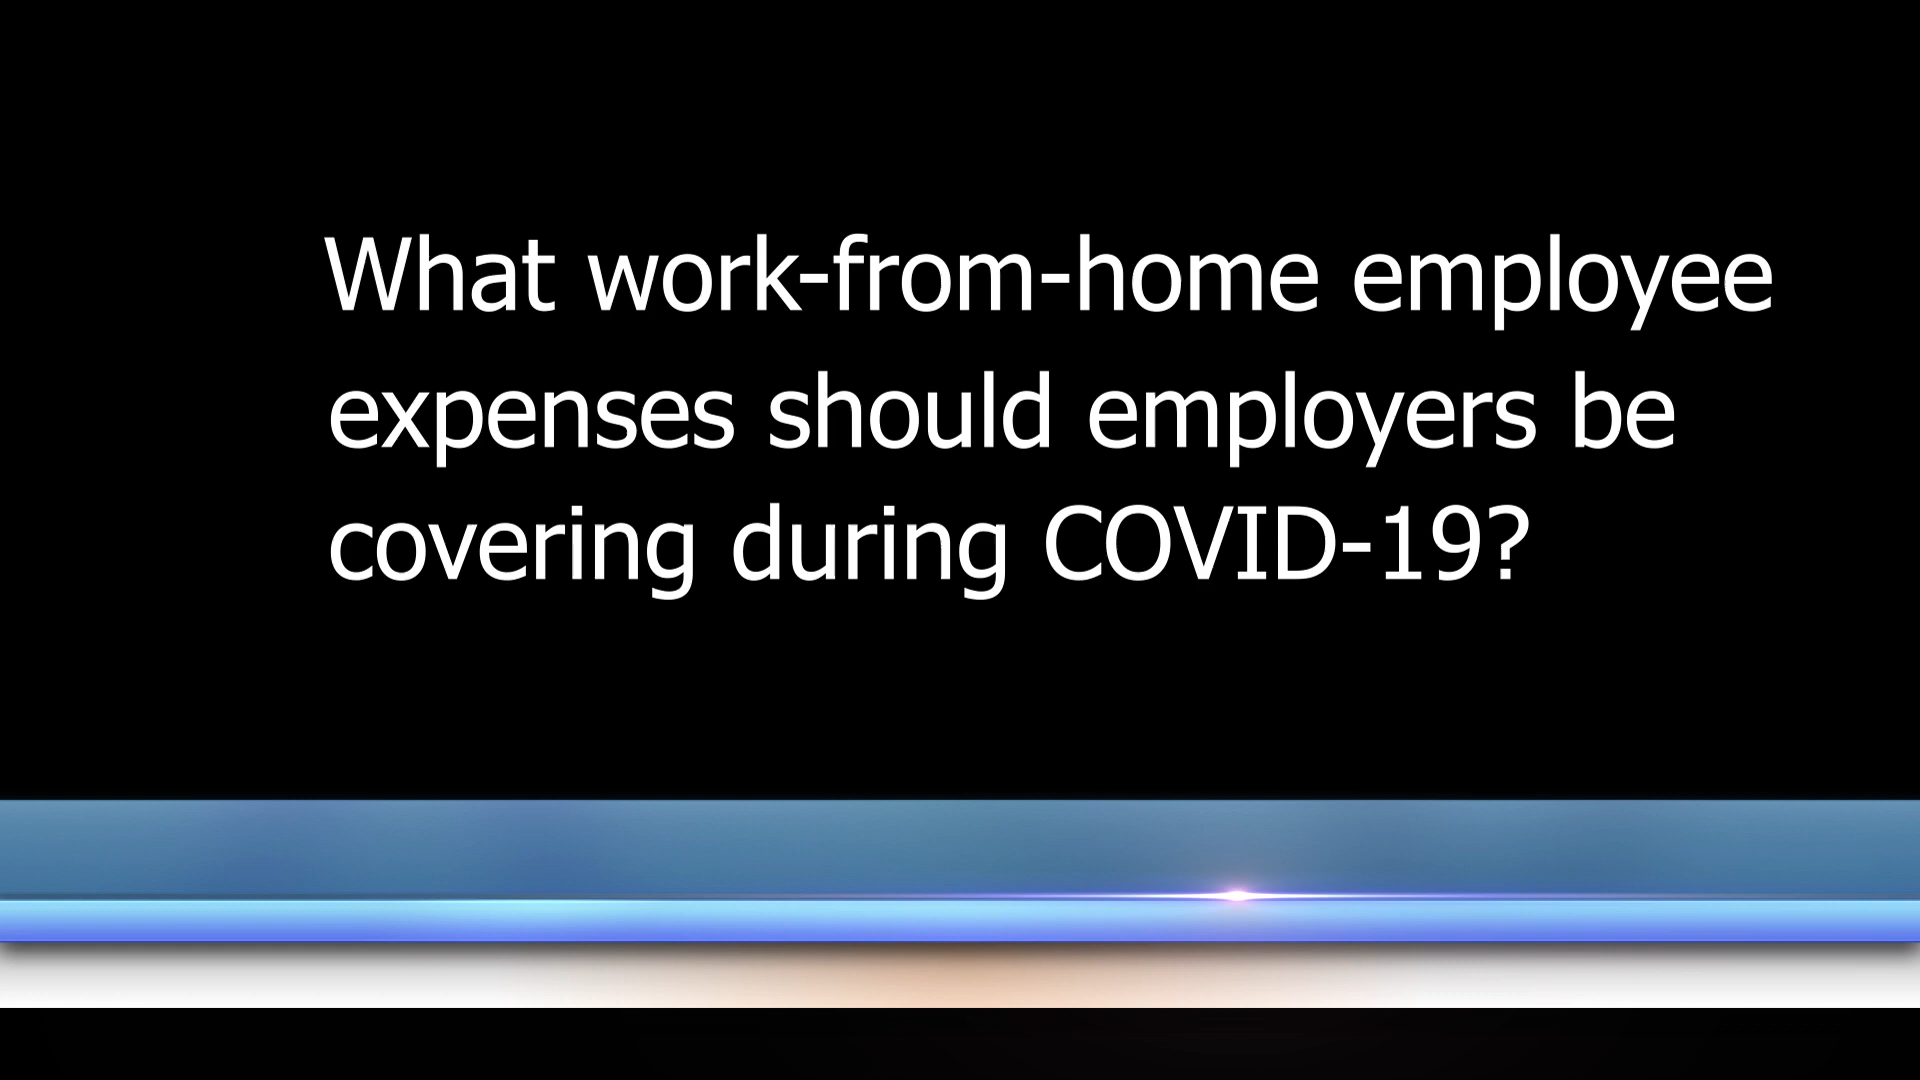 What work-from-home employee
expenses should employers be
covering during COVID-19?